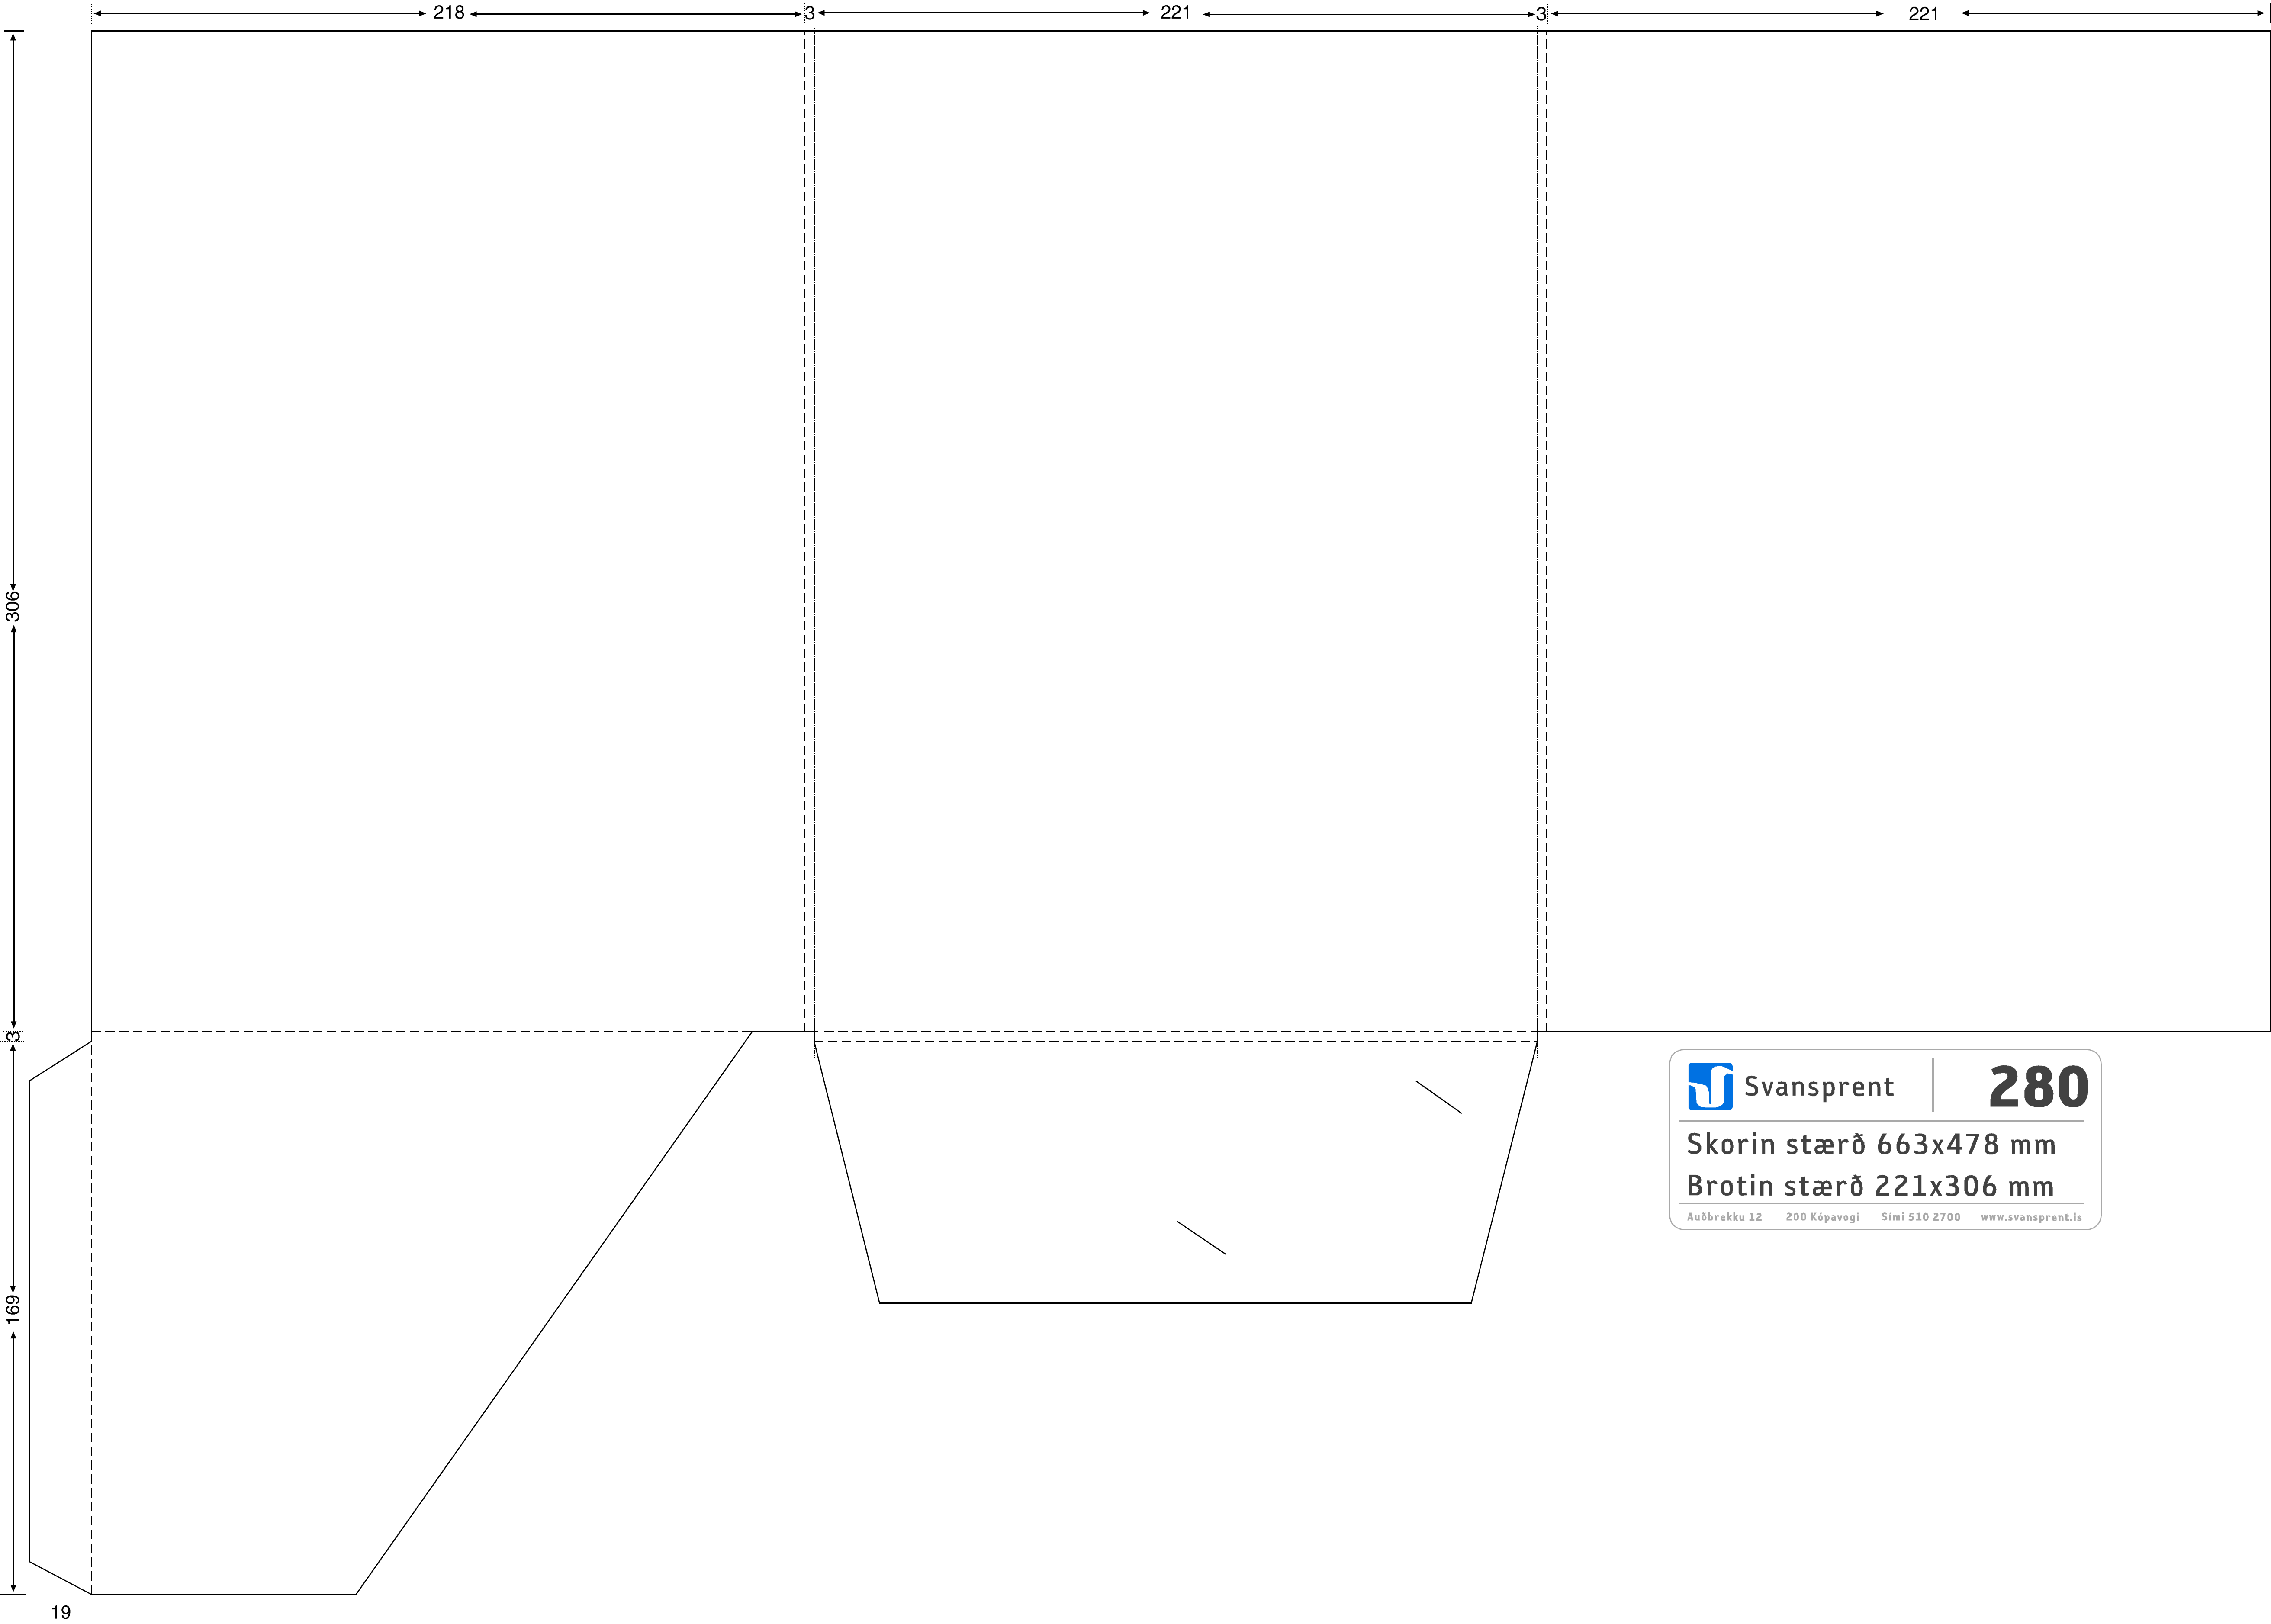 218 3 221 3 221
306
3
169
19
Svansprent 280
Skorin stærð 663x478 mm
Brotin stærð 221x306 mm
Auðbrekku 12 200 Kópavogi Sími 510 2700 www.svansprent.is